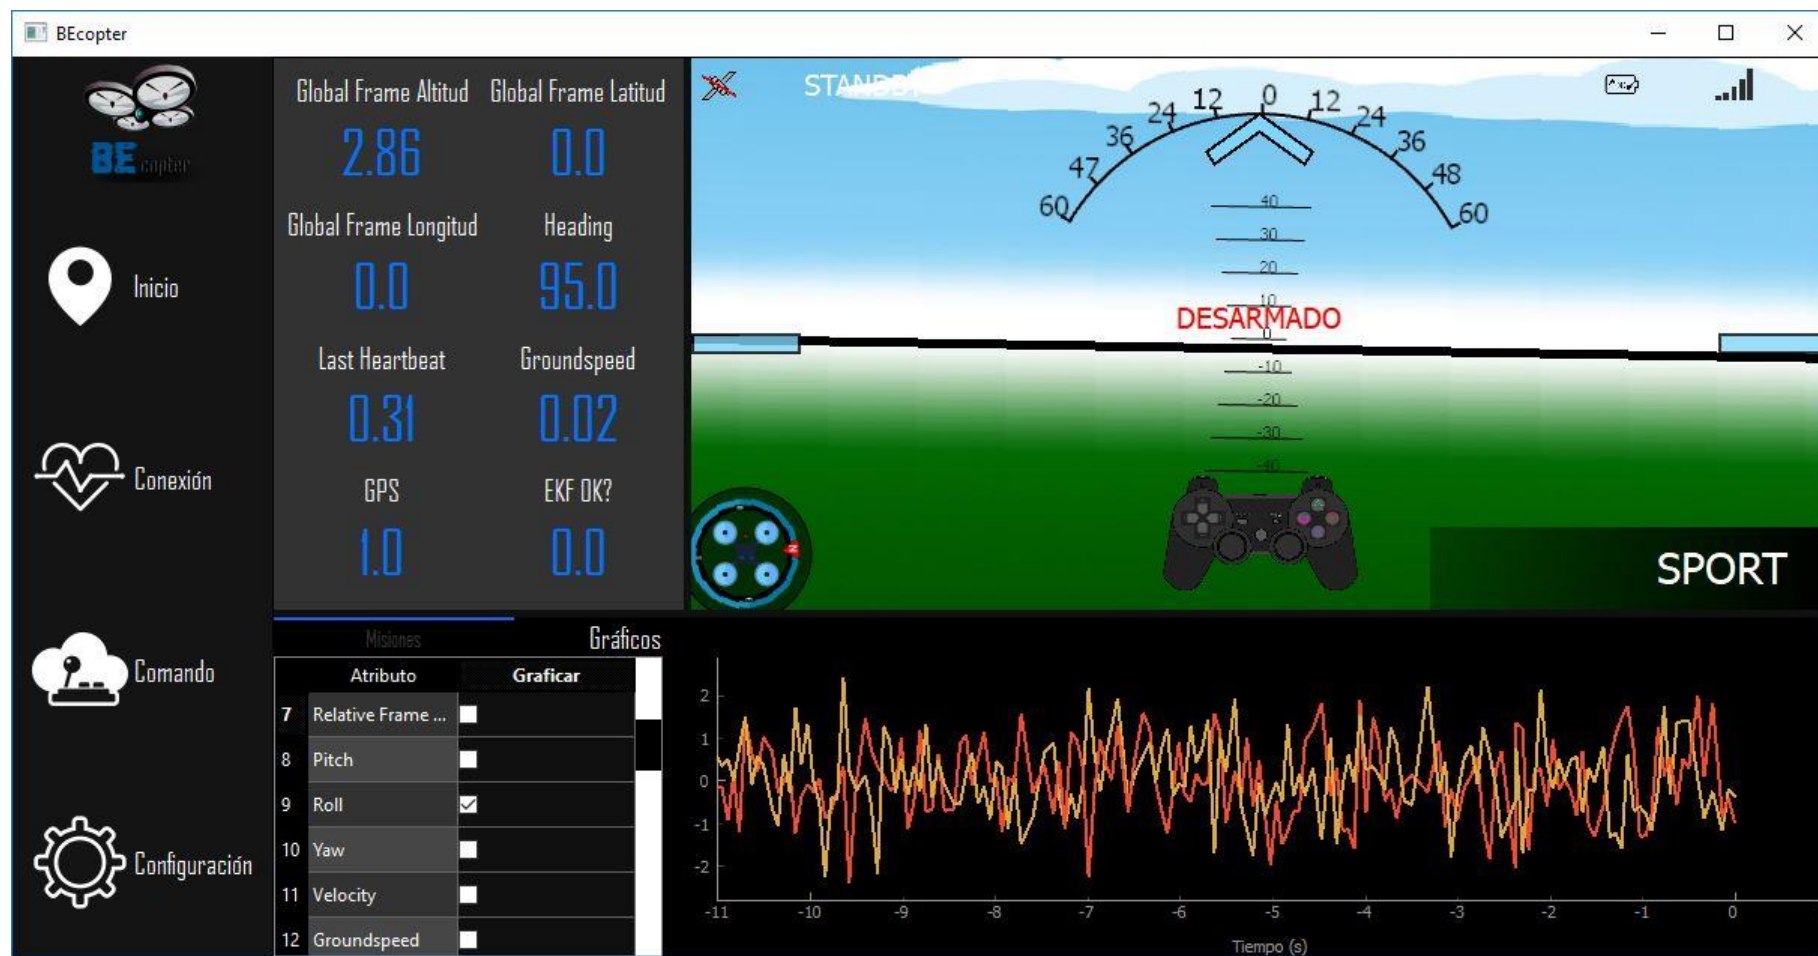 BEcopter
BE copter
Inicio
Conexión
Comando
Configuración
Global Frame Altitud Global Frame Latitud
2.86 0.0
Global Frame Longitud Heading
0.0 95.0
Last Heartbeat Groundspeed
0.31 0.02
GPS EKF OK?
1.0 0.0
STANDBY
60 47 36 24 12 0 12 24 36 48 60
40
30
20
10
DESARMADO
0
-10
-20
-30
-40
N
SPORT
Misiones Gráficos
Atributo Graficar
7 Relative Frame ...
8 Pitch
9 Roll
10 Yaw
11 Velocity
12 Groundspeed
2
1
0
-1
-2
-11 -10 -9 -8 -7 -6 -5 -4 -3 -2 -1 0
Tiempo (s)